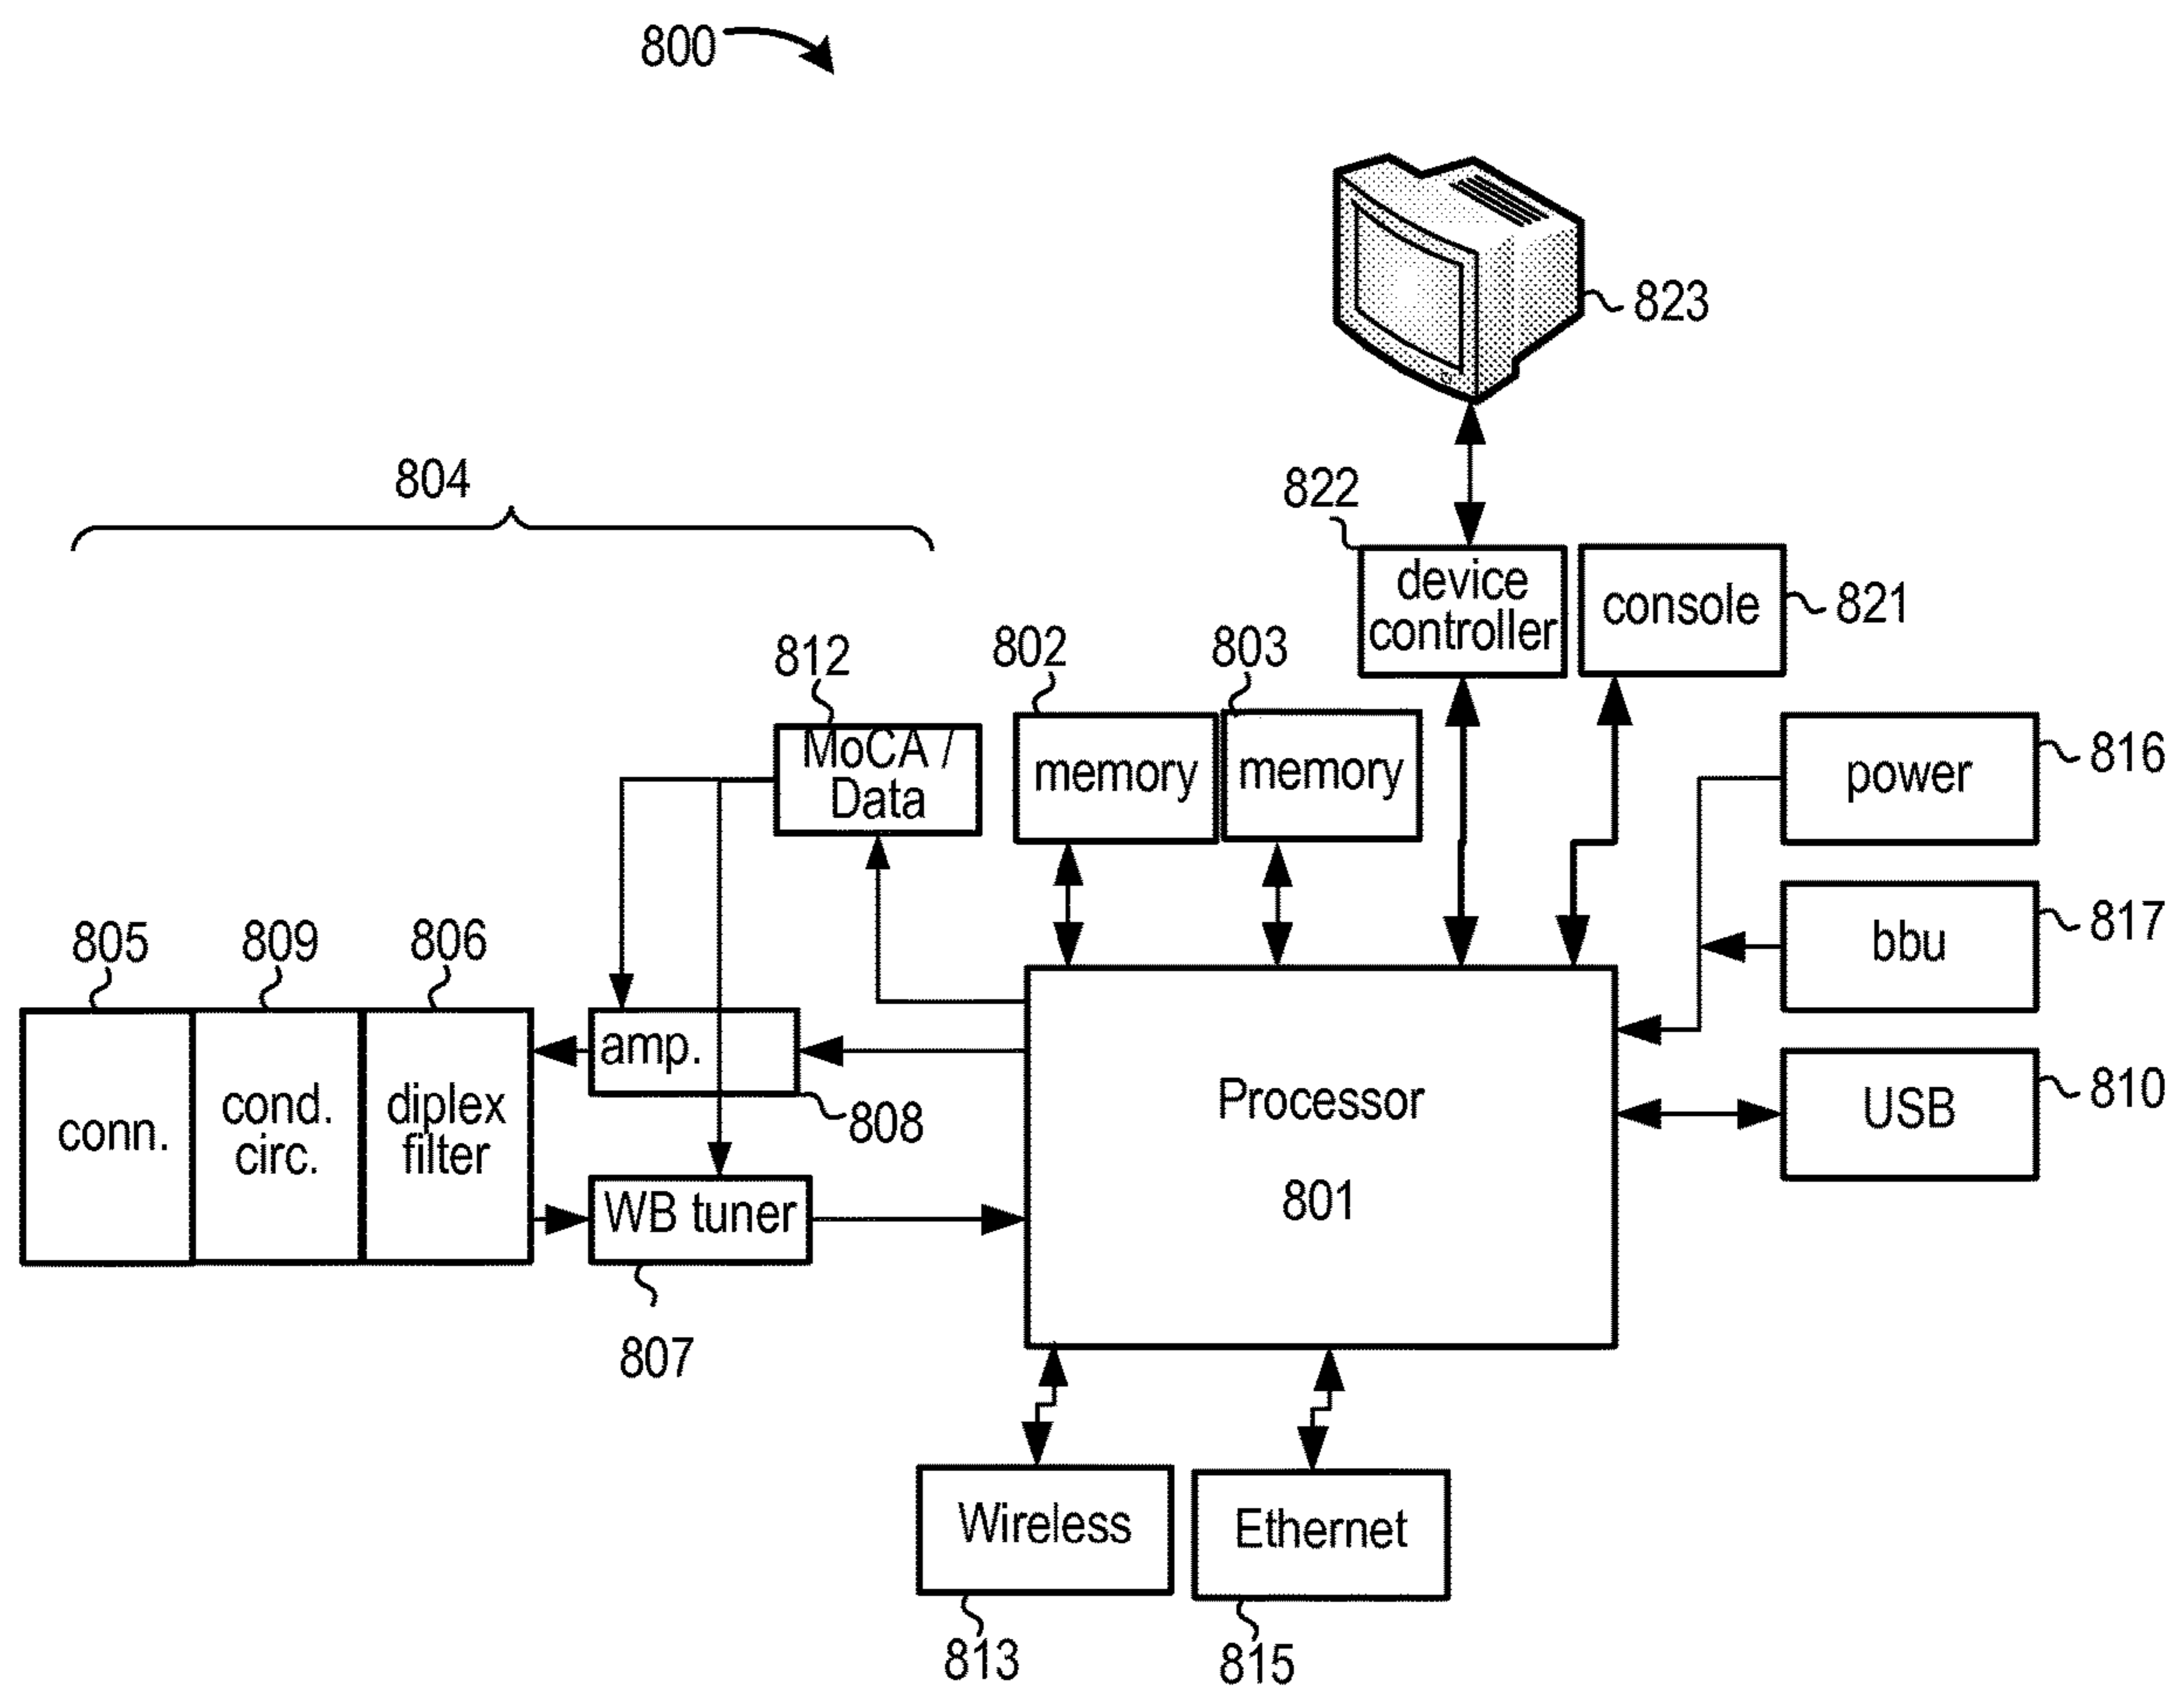 800
823
804
822
device
controller
console
821
812
802
803
MoCA /
Data
memory
memory
power
816
805
809
806
bbu
817
conn.
cond.
circ.
diplex
filter
amp.
808
WB tuner
807
Processor
801
USB
810
Wireless
Ethernet
813
815